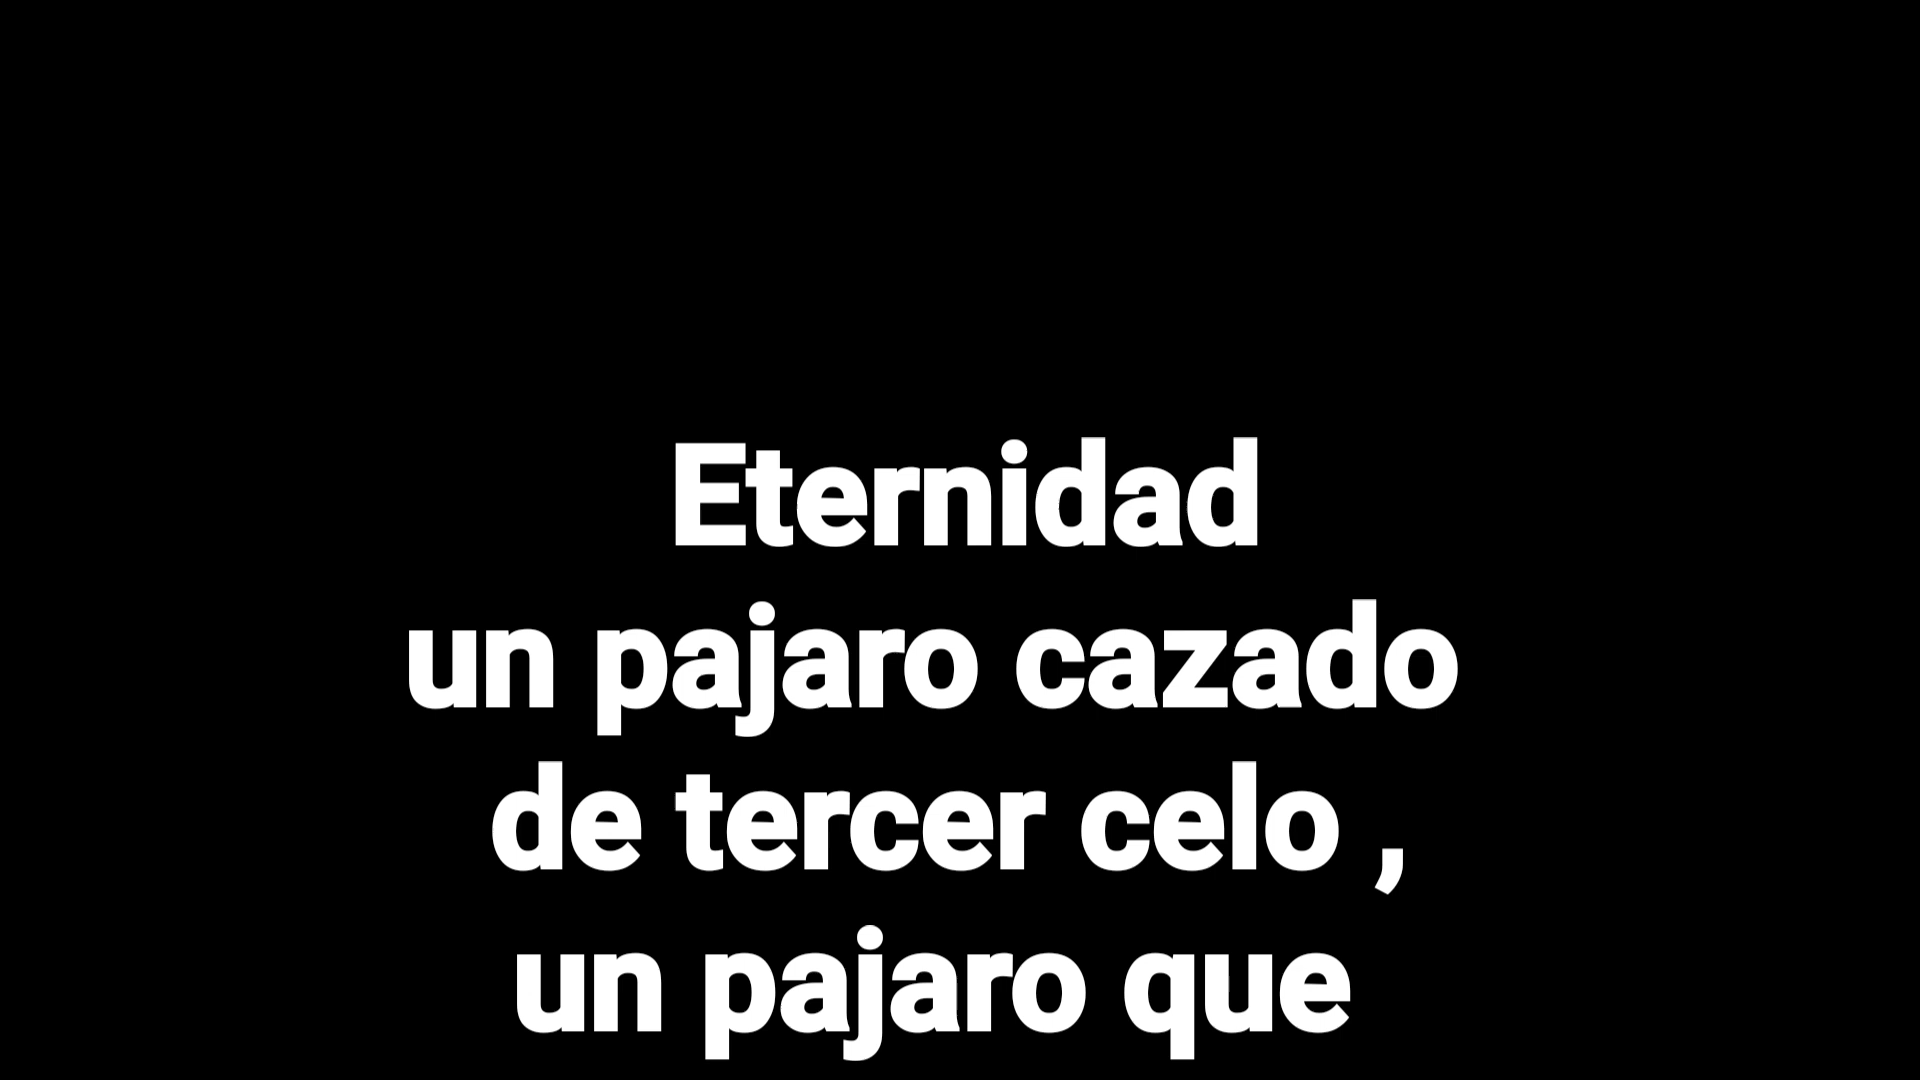 Eternidad
un pajaro cazado
de tercer celo ,
un pajaro que